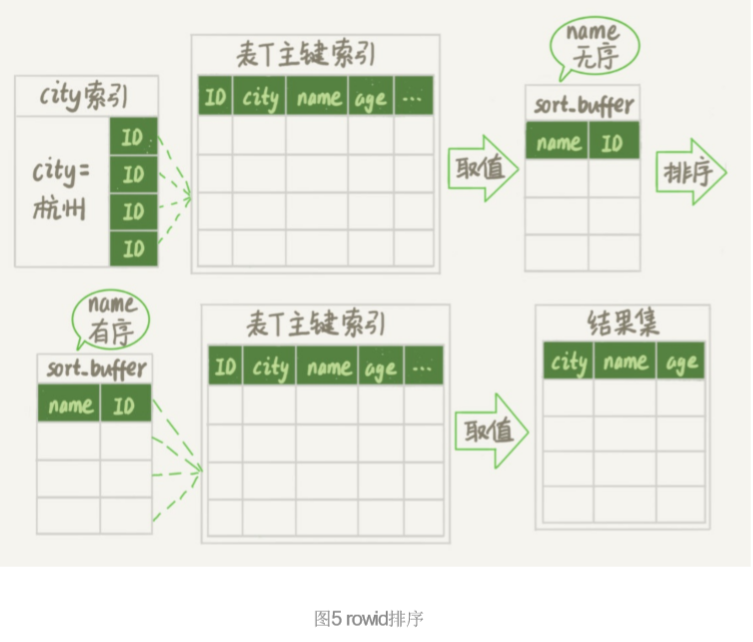 表T主键索引
ID city name age ...
city索引
city=
杭州
ID
ID
ID
ID
取值
name
无序
sort_buffer
name ID
排序
name
有序
sort_buffer
name ID
表T主键索引
ID city name age ...
取值
结果集
city name age
图5 rowid排序